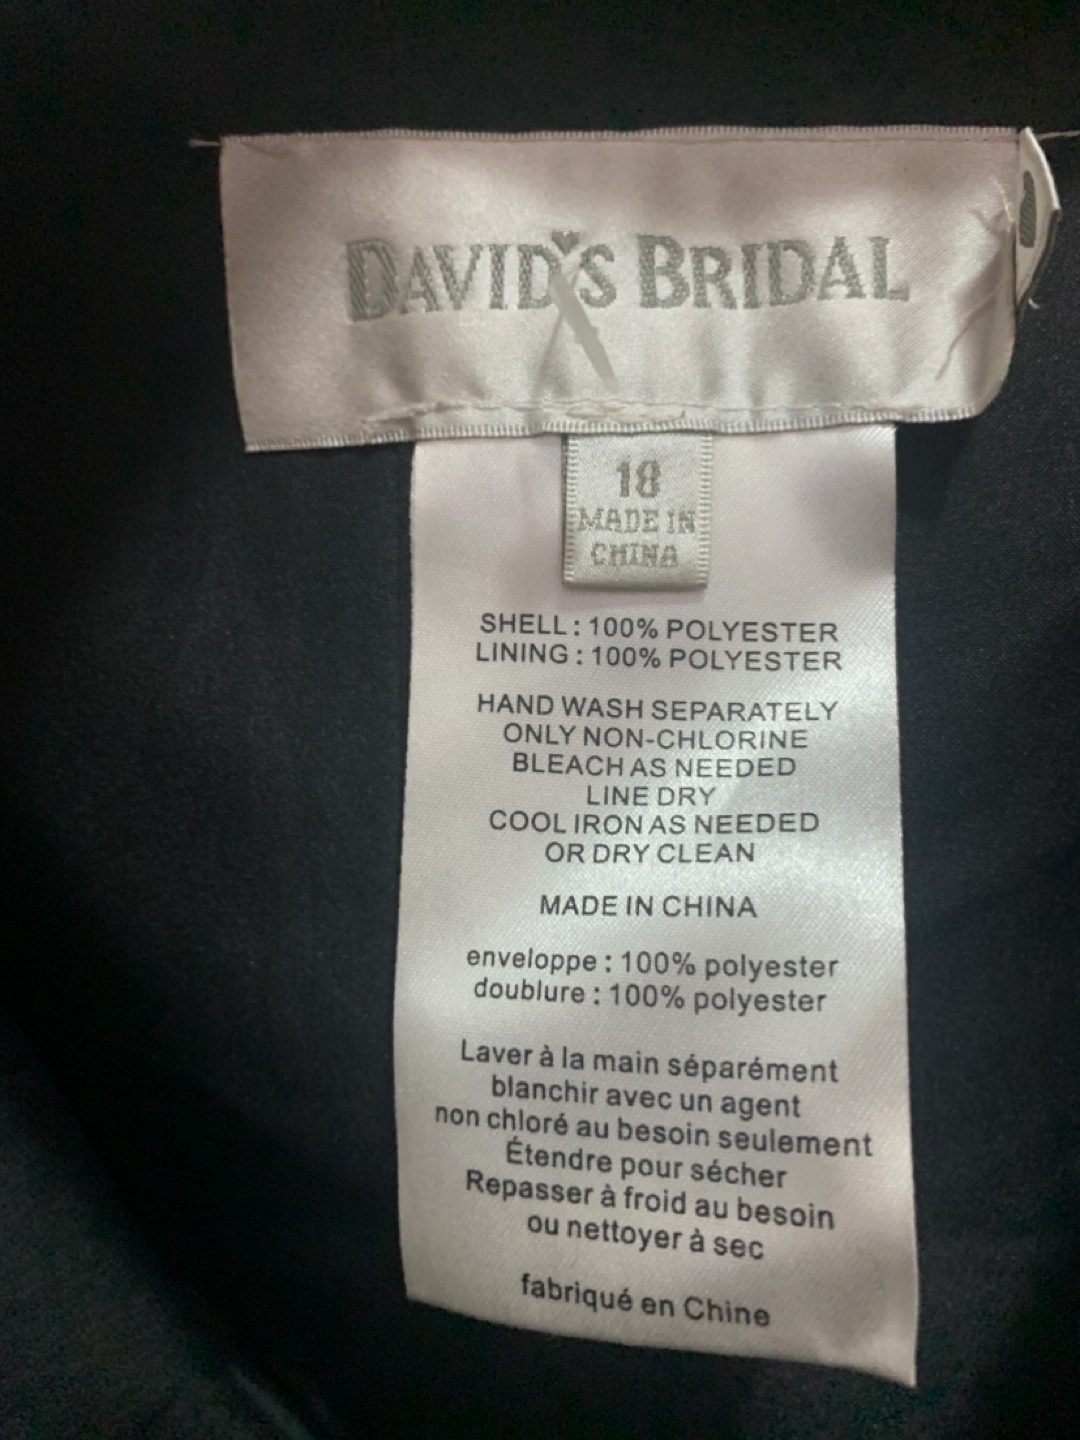 DAVID'S BRIDAL
18
MADE IN
CHINA
SHELL : 100% POLYESTER
LINING : 100% POLYESTER
HAND WASH SEPARATELY
ONLY NON-CHLORINE
BLEACH AS NEEDED
LINE DRY
COOL IRON AS NEEDED
OR DRY CLEAN
MADE IN CHINA
enveloppe : 100% polyester
doublure : 100% polyester
Laver à la main séparément
blanchir avec un agent
non chloré au besoin seulement
Étendre pour sécher
Repasser à froid au besoin
ou nettoyer à sec
fabriqué en Chine